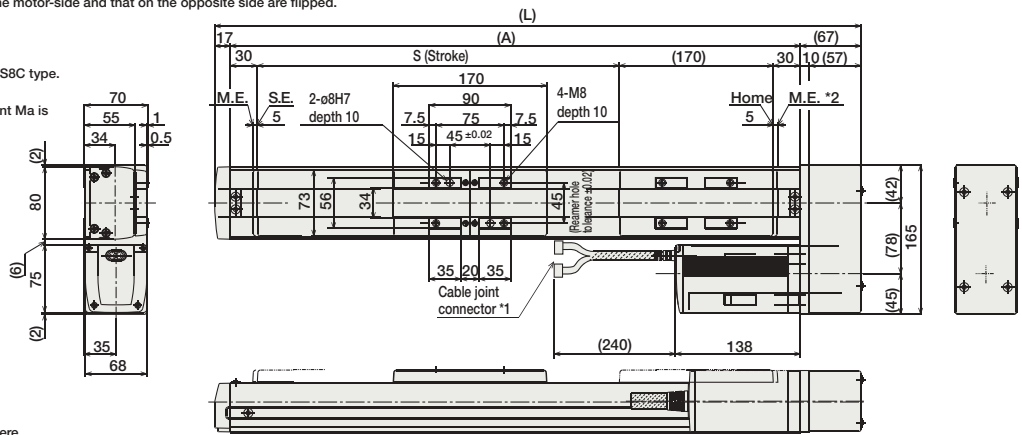 he motor-side and that on the opposite side are flipped.
S8C type.
nt Ma is
ere
(L)
17
(A)
(67)
30
S (Stroke)
(170)
30
10
(57)
170
M.E.
S.E.
2-ø8H7
depth 10
90
4-M8
depth 10
Home
M.E. *2
5
7.5
75
7.5
5
15
45 ±0.02
15
70
55
1
34
0.5
(2)
80
(6)
75
(2)
35
68
73
56
34
45
(Reamer hole
tolerance ±0.02)
35
20
35
Cable joint
connector *1
(42)
(78)
165
(45)
(240)
138